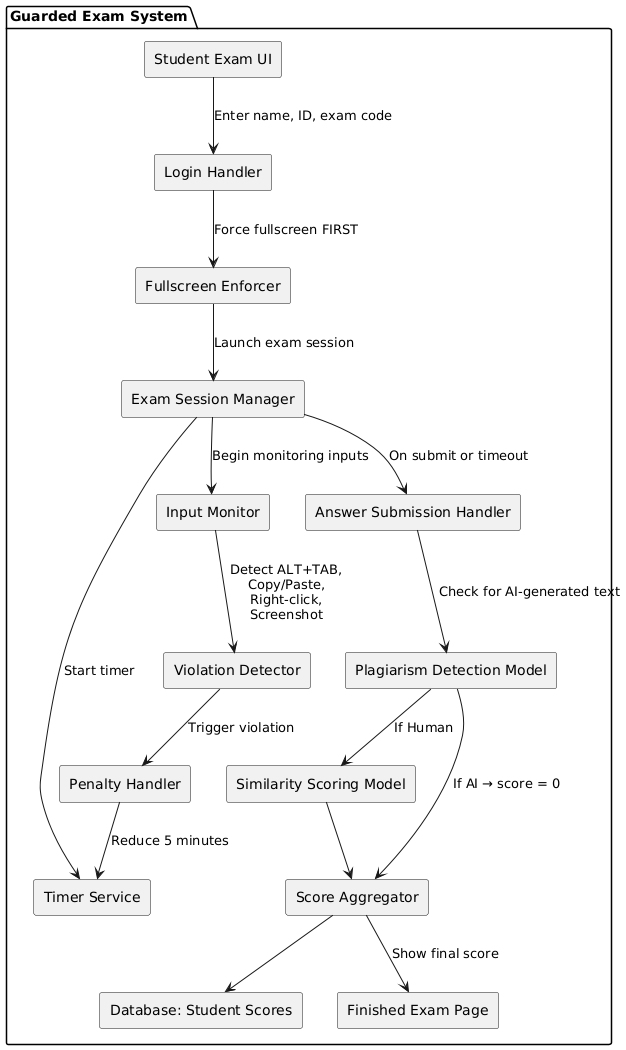 Guarded Exam System
Student Exam UI
Enter name, ID, exam code
Login Handler
Force fullscreen FIRST
Fullscreen Enforcer
Launch exam session
Exam Session Manager
Begin monitoring inputs
On submit or timeout
Input Monitor
Answer Submission Handler
Detect ALT+TAB,
Copy/Paste,
Right-click,
Screenshot
Check for AI-generated text
Start timer
Violation Detector
Plagiarism Detection Model
Trigger violation
If Human
Penalty Handler
Similarity Scoring Model
If AI → score = 0
Reduce 5 minutes
Timer Service
Score Aggregator
Show final score
Database: Student Scores
Finished Exam Page